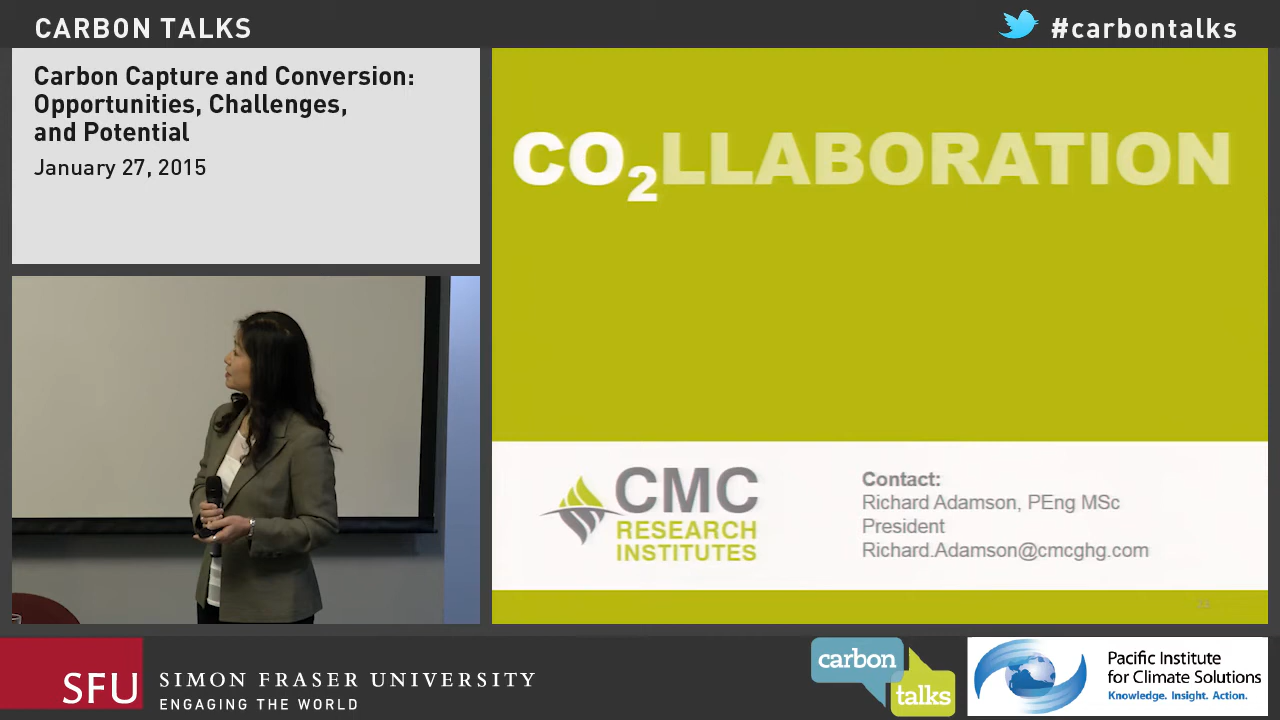 CARBON TALKS
#carbontalks
Carbon Capture and Conversion:
Opportunities, Challenges,
and Potential
January 27, 2015
CO₂LLABORATION
CMC
RESEARCH
INSTITUTES
Contact:
Richard Adamson, PEng MSc
President
Richard.Adamson@cmcghg.com
SFU
SIMON FRASER UNIVERSITY
ENGAGING THE WORLD
carbon
talks
Pacific Institute
for Climate Solutions
Knowledge. Insight. Action.